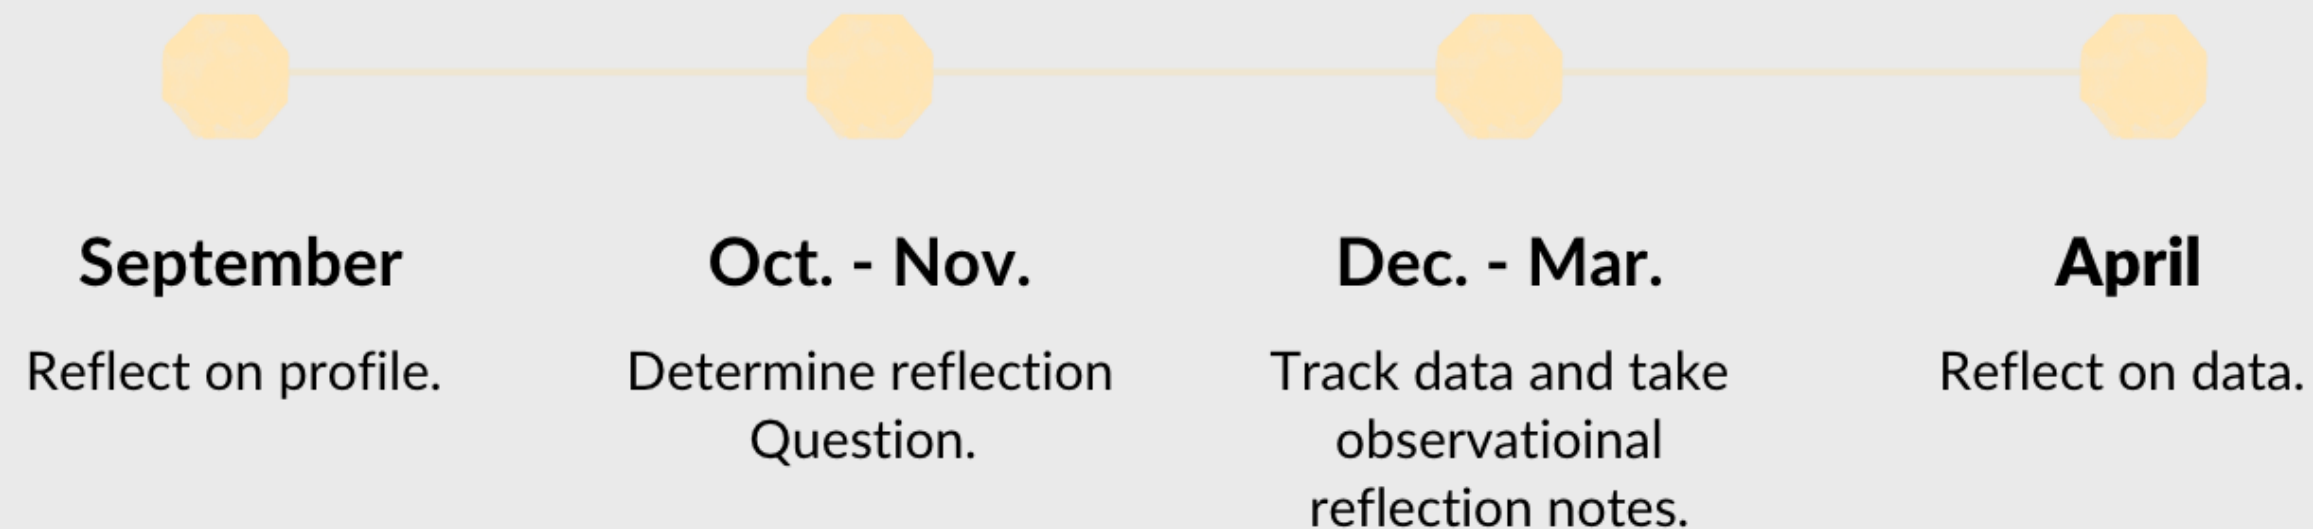 September
Reflect on profile.
Oct. - Nov.
Determine reflection
Question.
Dec. - Mar.
Track data and take
observatioinal
reflection notes.
April
Reflect on data.